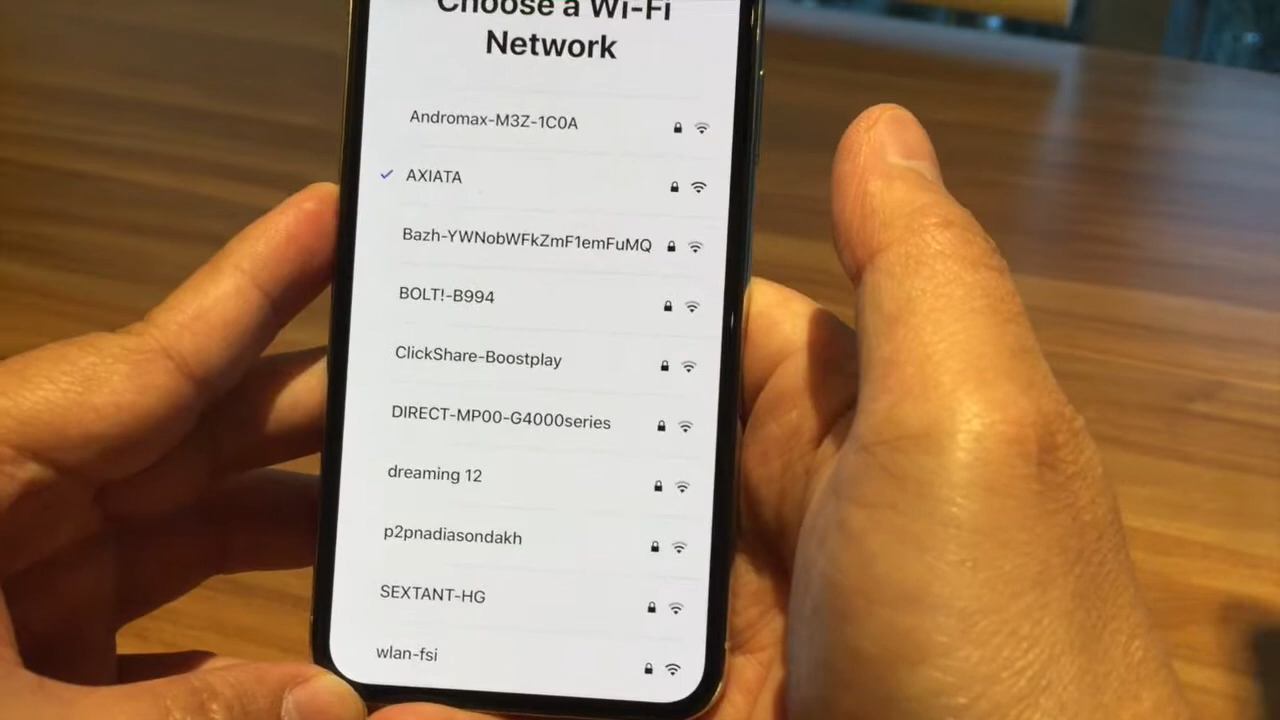 Choose a Wi-Fi
Network
Andromax-M3Z-1C0A
AXIATA
Bazh-YWNobWFkZmF1emFuMQ
BOLT!-B994
ClickShare-Boostplay
DIRECT-MP00-G4000series
dreaming 12
p2pnadiasondakh
SEXTANT-HG
wlan-fsi